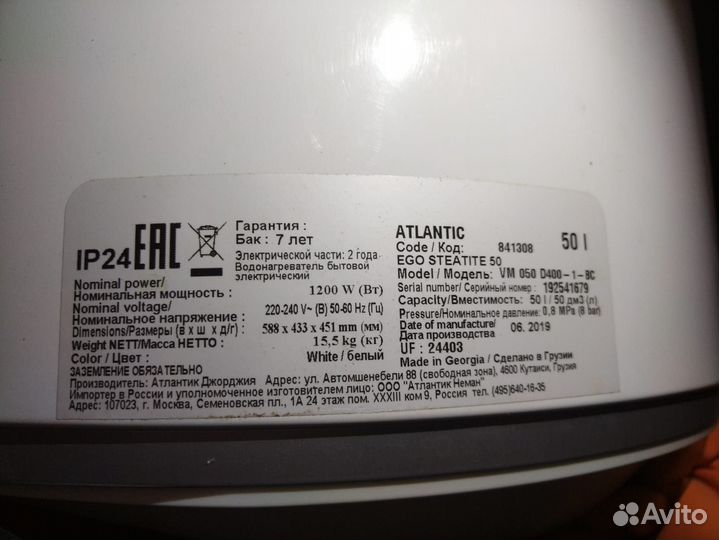 IP24 EAC
Гарантия :
Бак : 7 лет
Электрической части: 2 года
Водонагреватель бытовой
электрический
Nominal power/
Номинальная мощность : 1200 W (Вт)
Nominal voltage/
Номинальное напряжение : 220-240 V~ (В) 50-60 Hz (Гц)
Dimensions/Размеры (в x ш x д/г) : 588 x 433 x 451 mm (мм)
Weight NETT/Масса НЕТТО : 15,5 kg (кг)
Color / Цвет : White / белый
ATLANTIC
Code / Код: 841308 50 l
EGO STEATITE 50
Model / Модель: VM 050 D400-1-BC
Serial number/ Серийный номер : 192541679
Capacity/Вместимость: 50 l / 50 дм3 (л)
Pressure/Номинальное давление: 0,8 MPa (8 bar)
Date of manufacture/ 06. 2019
Дата производства
UF : 24403
Made in Georgia / Сделано в Грузии
ЗАЗЕМЛЕНИЕ ОБЯЗАТЕЛЬНО
Производитель: Атлантик Джорджия Адрес: ул. Автомшенебели 88 (свободная зона), 4600 Кутаиси, Грузия
Импортер в России и уполномоченное изготовителем лицо: ООО "Атлантик Неман"
Адрес: 107023, г. Москва, Семеновская пл., 1А 24 этаж пом. XXXIII ком 9, Россия тел. (495)640-16-35
Avito